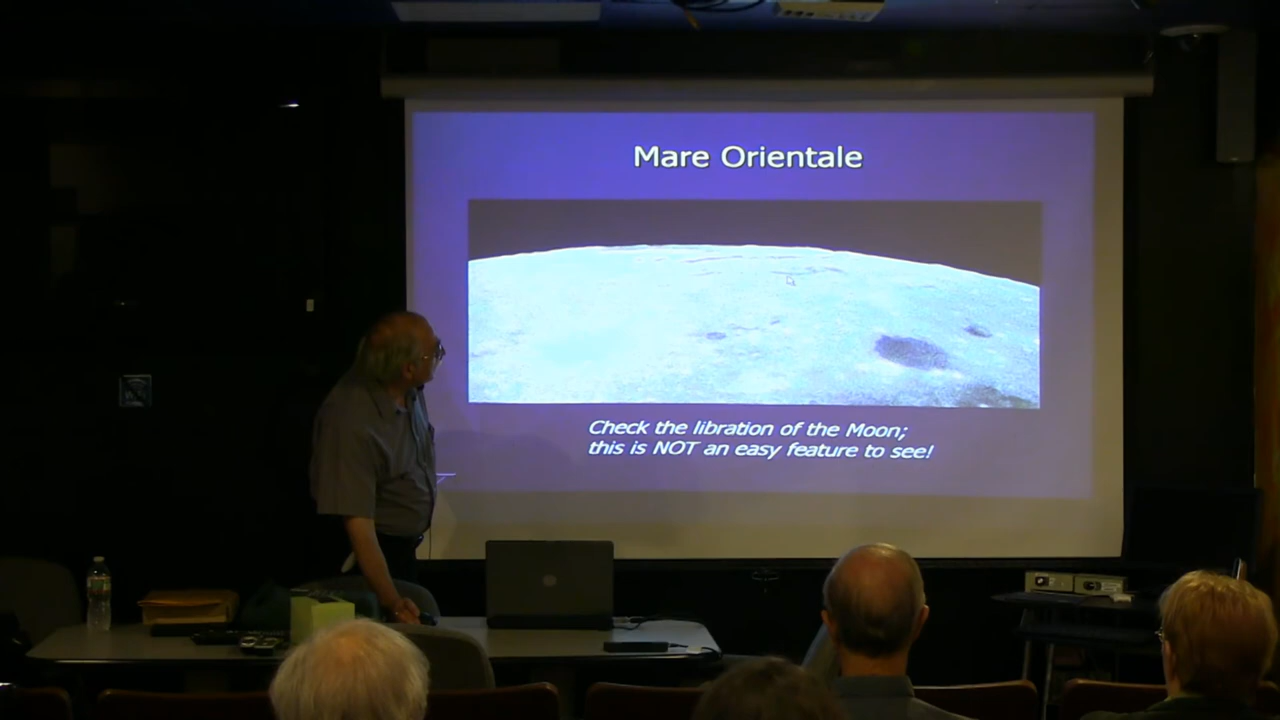 Mare Orientale
Check the libration of the Moon;
this is NOT an easy feature to see!